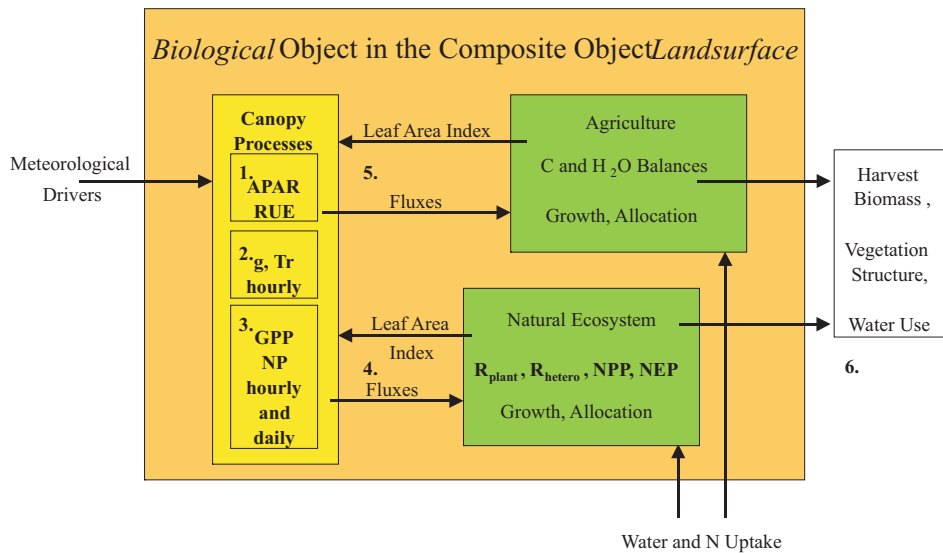 Biological Object in the Composite Object Landsurface
Meteorological
Drivers
Canopy
Processes
1. APAR
RUE
2. g, Tr
hourly
3. GPP
NP
hourly
and
daily
Leaf Area Index
5.
Fluxes
Leaf Area
Index
4.
Fluxes
Agriculture
C and H2O Balances
Growth, Allocation
Natural Ecosystem
Rplant, Rhetero, NPP, NEP
Growth, Allocation
Harvest
Biomass ,
Vegetation
Structure,
Water Use
6.
Water and N Uptake